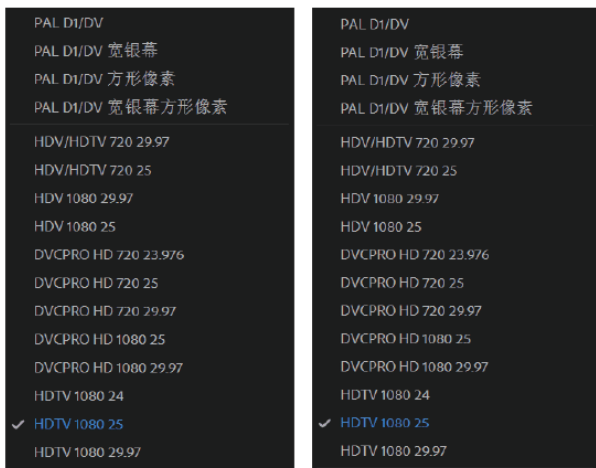 PAL D1/DV
PAL D1/DV 宽银幕
PAL D1/DV 方形像素
PAL D1/DV 宽银幕方形像素
HDV/HDTV 720 29.97
HDV/HDTV 720 25
HDV 1080 29.97
HDV 1080 25
DVCPRO HD 720 23.976
DVCPRO HD 720 25
DVCPRO HD 720 29.97
DVCPRO HD 1080 25
DVCPRO HD 1080 29.97
HDTV 1080 24
HDTV 1080 25
HDTV 1080 29.97
PAL D1/DV
PAL D1/DV 宽银幕
PAL D1/DV 方形像素
PAL D1/DV 宽银幕方形像素
HDV/HDTV 720 29.97
HDV/HDTV 720 25
HDV 1080 29.97
HDV 1080 25
DVCPRO HD 720 23.976
DVCPRO HD 720 25
DVCPRO HD 720 29.97
DVCPRO HD 1080 25
DVCPRO HD 1080 29.97
HDTV 1080 24
HDTV 1080 25
HDTV 1080 29.97